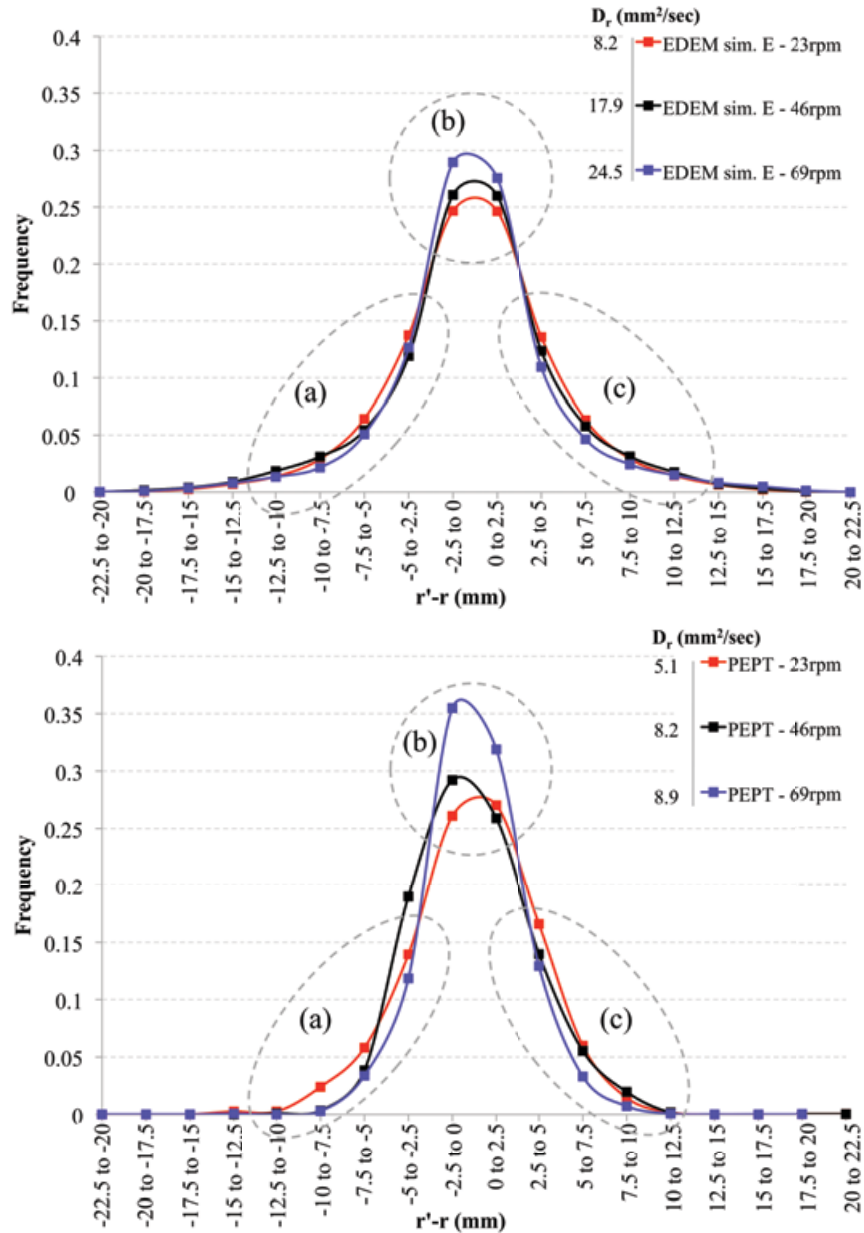 Dr (mm²/sec)
8.2 EDEM sim. E - 23rpm
17.9 EDEM sim. E - 46rpm
24.5 EDEM sim. E - 69rpm
0.4
0.35
0.3
0.25
0.2
0.15
0.1
0.05
0
Frequency
(b)
(a)
(c)
-22.5 to -20
-20 to -17.5
-17.5 to -15
-15 to -12.5
-12.5 to -10
-10 to -7.5
-7.5 to -5
-5 to -2.5
-2.5 to 0
0 to 2.5
2.5 to 5
5 to 7.5
7.5 to 10
10 to 12.5
12.5 to 15
15 to 17.5
17.5 to 20
20 to 22.5
r'-r (mm)
Dr (mm²/sec)
5.1 PEPT - 23rpm
8.2 PEPT - 46rpm
8.9 PEPT - 69rpm
0.4
0.35
0.3
0.25
0.2
0.15
0.1
0.05
0
Frequency
(b)
(a)
(c)
-22.5 to -20
-20 to -17.5
-17.5 to -15
-15 to -12.5
-12.5 to -10
-10 to -7.5
-7.5 to -5
-5 to -2.5
-2.5 to 0
0 to 2.5
2.5 to 5
5 to 7.5
7.5 to 10
10 to 12.5
12.5 to 15
15 to 17.5
17.5 to 20
20 to 22.5
r'-r (mm)